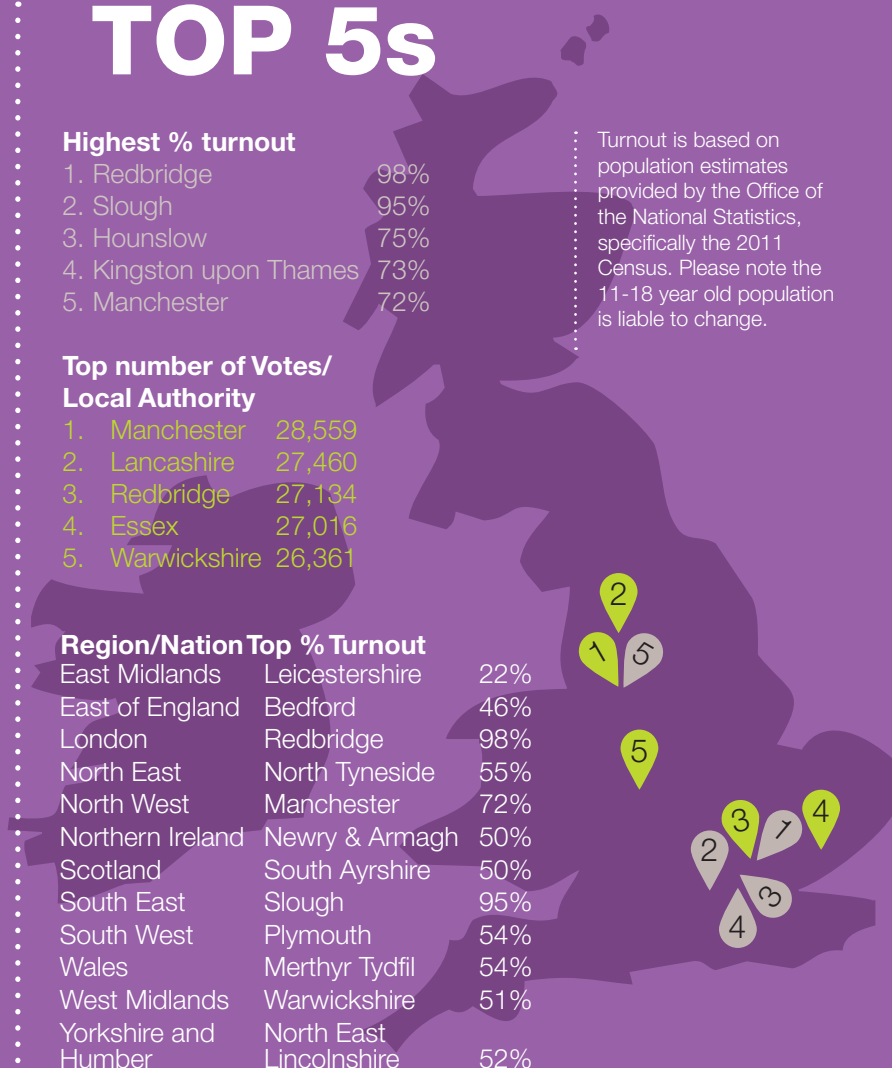 TOP 5s
Highest % turnout
1. Redbridge 98%
2. Slough 95%
3. Hounslow 75%
4. Kingston upon Thames 73%
5. Manchester 72%
Turnout is based on
population estimates
provided by the Office of
the National Statistics,
specifically the 2011
Census. Please note the
11-18 year old population
is liable to change.
Top number of Votes/
Local Authority
1. Manchester 28,559
2. Lancashire 27,460
3. Redbridge 27,134
4. Essex 27,016
5. Warwickshire 26,361
Region/Nation Top % Turnout
East Midlands Leicestershire 22%
East of England Bedford 46%
London Redbridge 98%
North East North Tyneside 55%
North West Manchester 72%
Northern Ireland Newry & Armagh 50%
Scotland South Ayrshire 50%
South East Slough 95%
South West Plymouth 54%
Wales Merthyr Tydfil 54%
West Midlands Warwickshire 51%
Yorkshire and North East
Humber Lincolnshire 52%
2
1 5
5
3 1 4
2
3
4